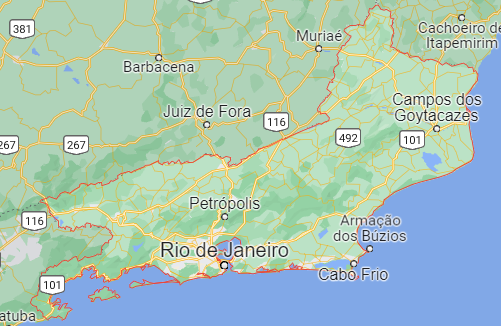 381
Muriaé
Cachoeiro de
Itapemirim
Barbacena
Juiz de Fora
116
Campos dos
Goytacazes
267
267
492
101
116
Petrópolis
Armação
dos Búzios
Rio de Janeiro
Cabo Frio
101
atuba